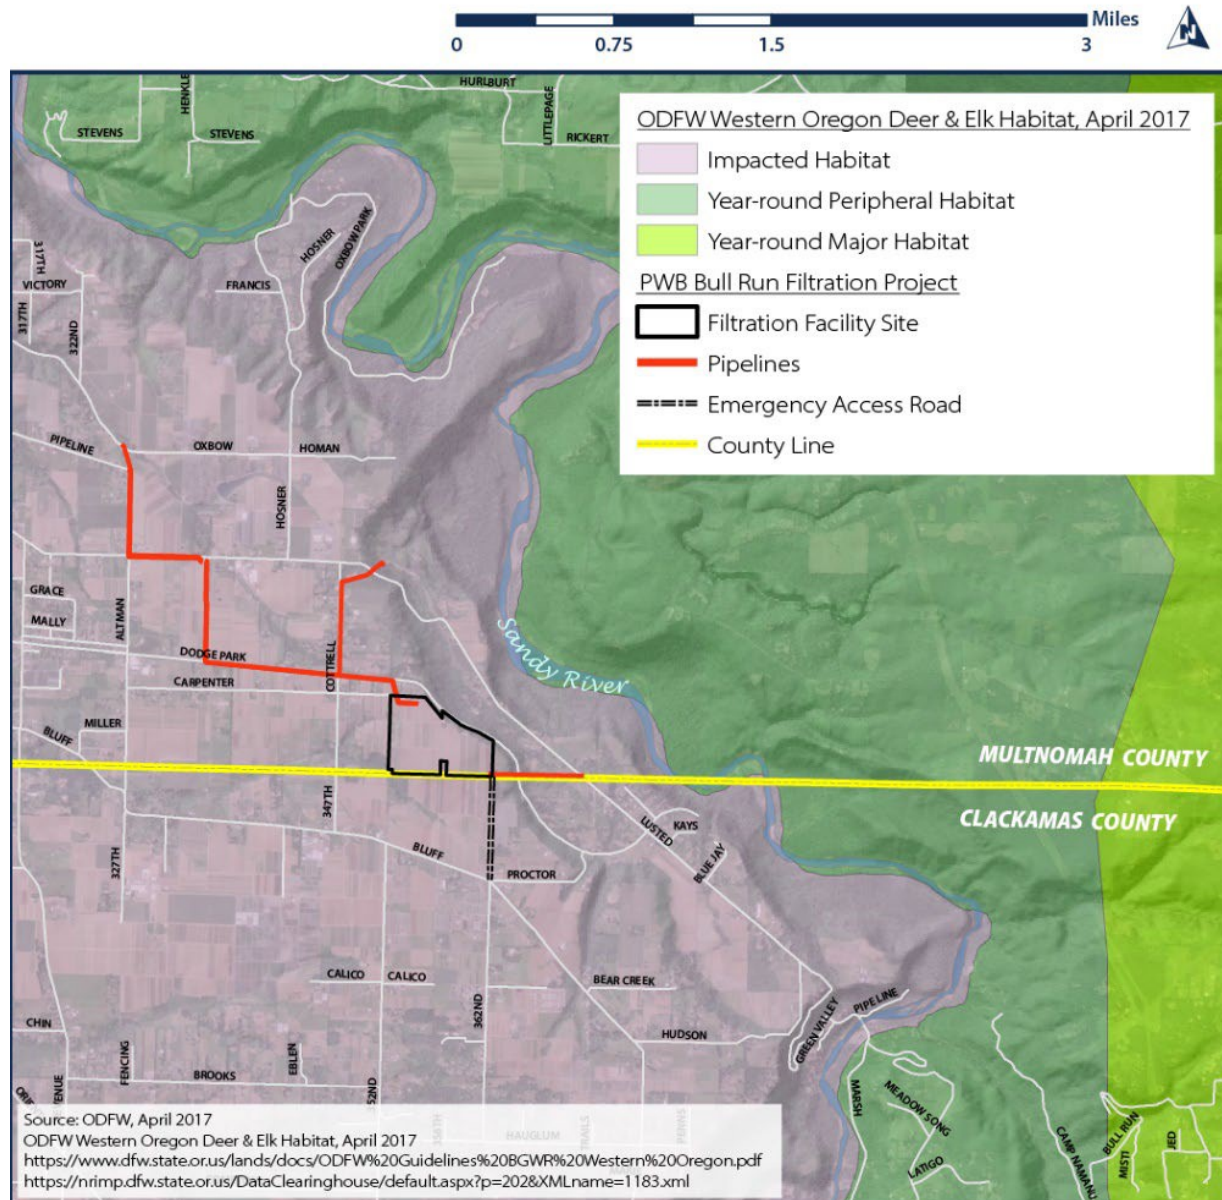 Miles
0 0.75 1.5 3
N
ODFW Western Oregon Deer & Elk Habitat, April 2017
Impacted Habitat
Year-round Peripheral Habitat
Year-round Major Habitat
PWB Bull Run Filtration Project
Filtration Facility Site
Pipelines
Emergency Access Road
County Line
HURLBURT
HENKLE
LITTLEPAGE
STEVENS
STEVENS
RICKERT
317TH
HOSNER
OXBOW PARK
VICTORY
FRANCIS
317TH
322ND
PIPELINE
OXBOW
HOMAN
HOSNER
GRACE
MALLY
ALTMAN
DODGE PARK
CARPENTER
COTTRELL
Sandy River
MILLER
BLUFF
MULTNOMAH COUNTY
CLACKAMAS COUNTY
347TH
327TH
BLUFF
LUSTED
KAYS
BLUE JAY
PROCTOR
CALICO
CALICO
BEAR CREEK
362ND
GREEN VALLEY
PIPELINE
CHIN
HUDSON
FENCING
BROOKS
EBLEN
352ND
MARSH
MEADOW SONG
LATIGO
BULL RUN
MISTI
JED
HAUGLUM
TRAILS
Source: ODFW, April 2017
ODFW Western Oregon Deer & Elk Habitat, April 2017
https://www.dfw.state.or.us/lands/docs/ODFW%20Guidelines%20BGWR%20Western%20Oregon.pdf
https://nrimp.dfw.state.or.us/DataClearinghouse/default.aspx?p=202&XMLname=1183.xml